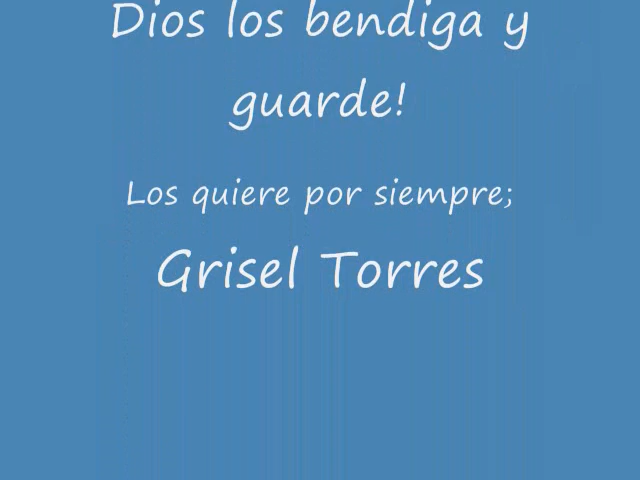 Dios los bendiga y
guarde!
Los quiere por siempre;
Grisel Torres